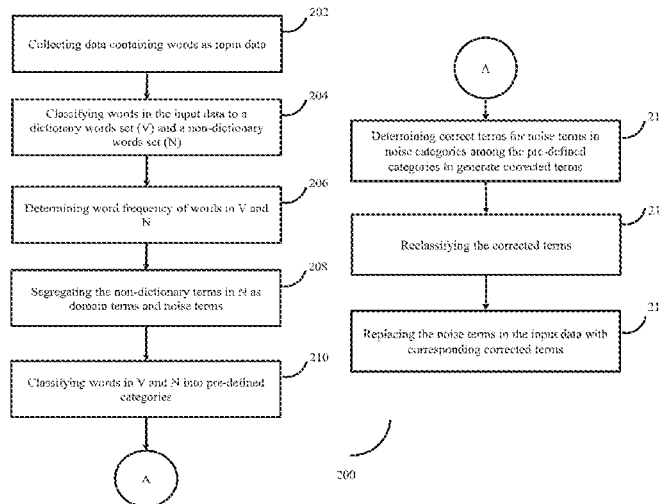 202
Collecting data containing words as input data
204
Classifying words in the input data to a
dictionary words set (V) and a non-dictionary
words set (N)
206
Determining word frequency of words in V and
N
208
Segregating the non-dictionary terms in N as
domain terms and noise terms
210
Classifying words in V and N into pre-defined
categories
A
A
21
Determining correct terms for noise terms in
noise categories among the pre-defined
categories to generate corrected terms
21
Reclassifying the corrected terms
21
Replacing the noise terms in the input data with
corresponding corrected terms
200